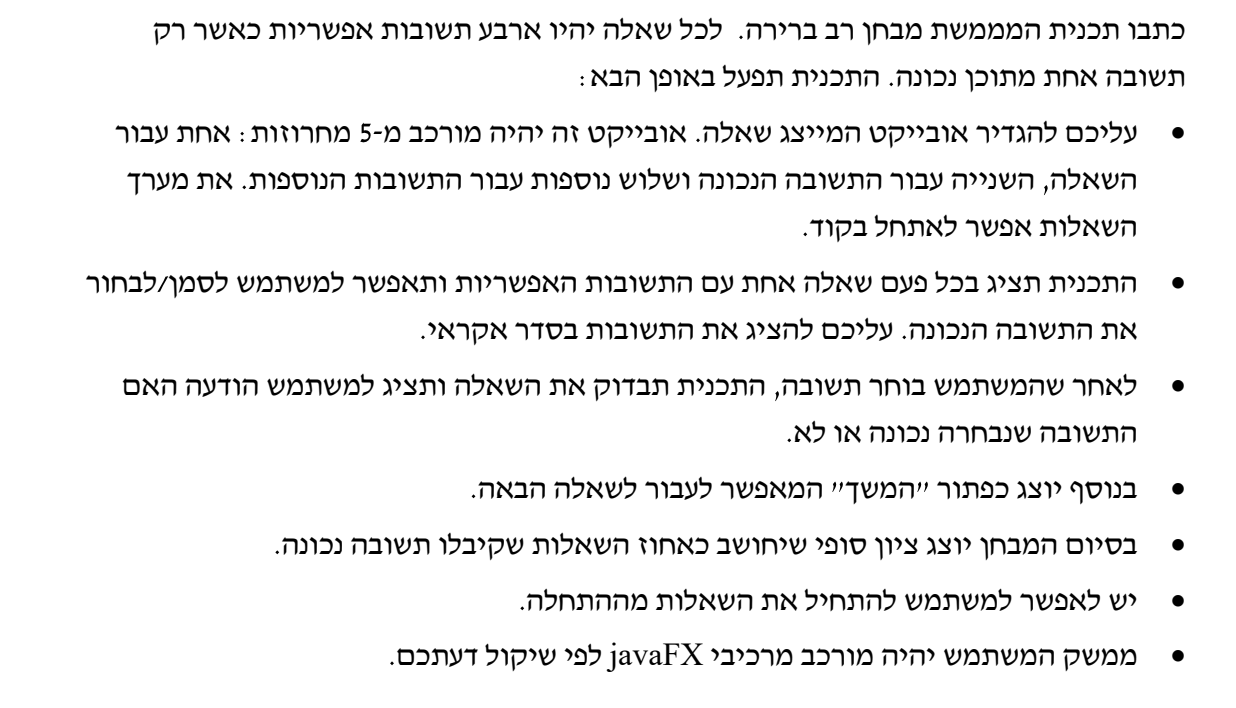 כתבו תכנית המממשת מבחן רב ברירה. לכל שאלה יהיו ארבע תשובות אפשריות כאשר רק
תשובה אחת מתוכן נכונה. התכנית תפעל באופן הבא:
• עליכם להגדיר אובייקט המייצג שאלה. אובייקט זה יהיה מורכב מ-5 מחרוזות: אחת עבור
השאלה, השנייה עבור התשובה הנכונה ושלוש נוספות עבור התשובות הנוספות. את מערך
השאלות אפשר לאתחל בקוד.
• התכנית תציג בכל פעם שאלה אחת עם התשובות האפשריות ותאפשר למשתמש לסמן/לבחור
את התשובה הנכונה. עליכם להציג את התשובות בסדר אקראי.
• לאחר שהמשתמש בוחר תשובה, התכנית תבדוק את השאלה ותציג למשתמש הודעה האם
התשובה שנבחרה נכונה או לא.
• בנוסף יוצג כפתור "המשך" המאפשר לעבור לשאלה הבאה.
• בסיום המבחן יוצג ציון סופי שיחושב כאחוז השאלות שקיבלו תשובה נכונה.
• יש לאפשר למשתמש להתחיל את השאלות מההתחלה.
• ממשק המשתמש יהיה מורכב מרכיבי javaFX לפי שיקול דעתכם.